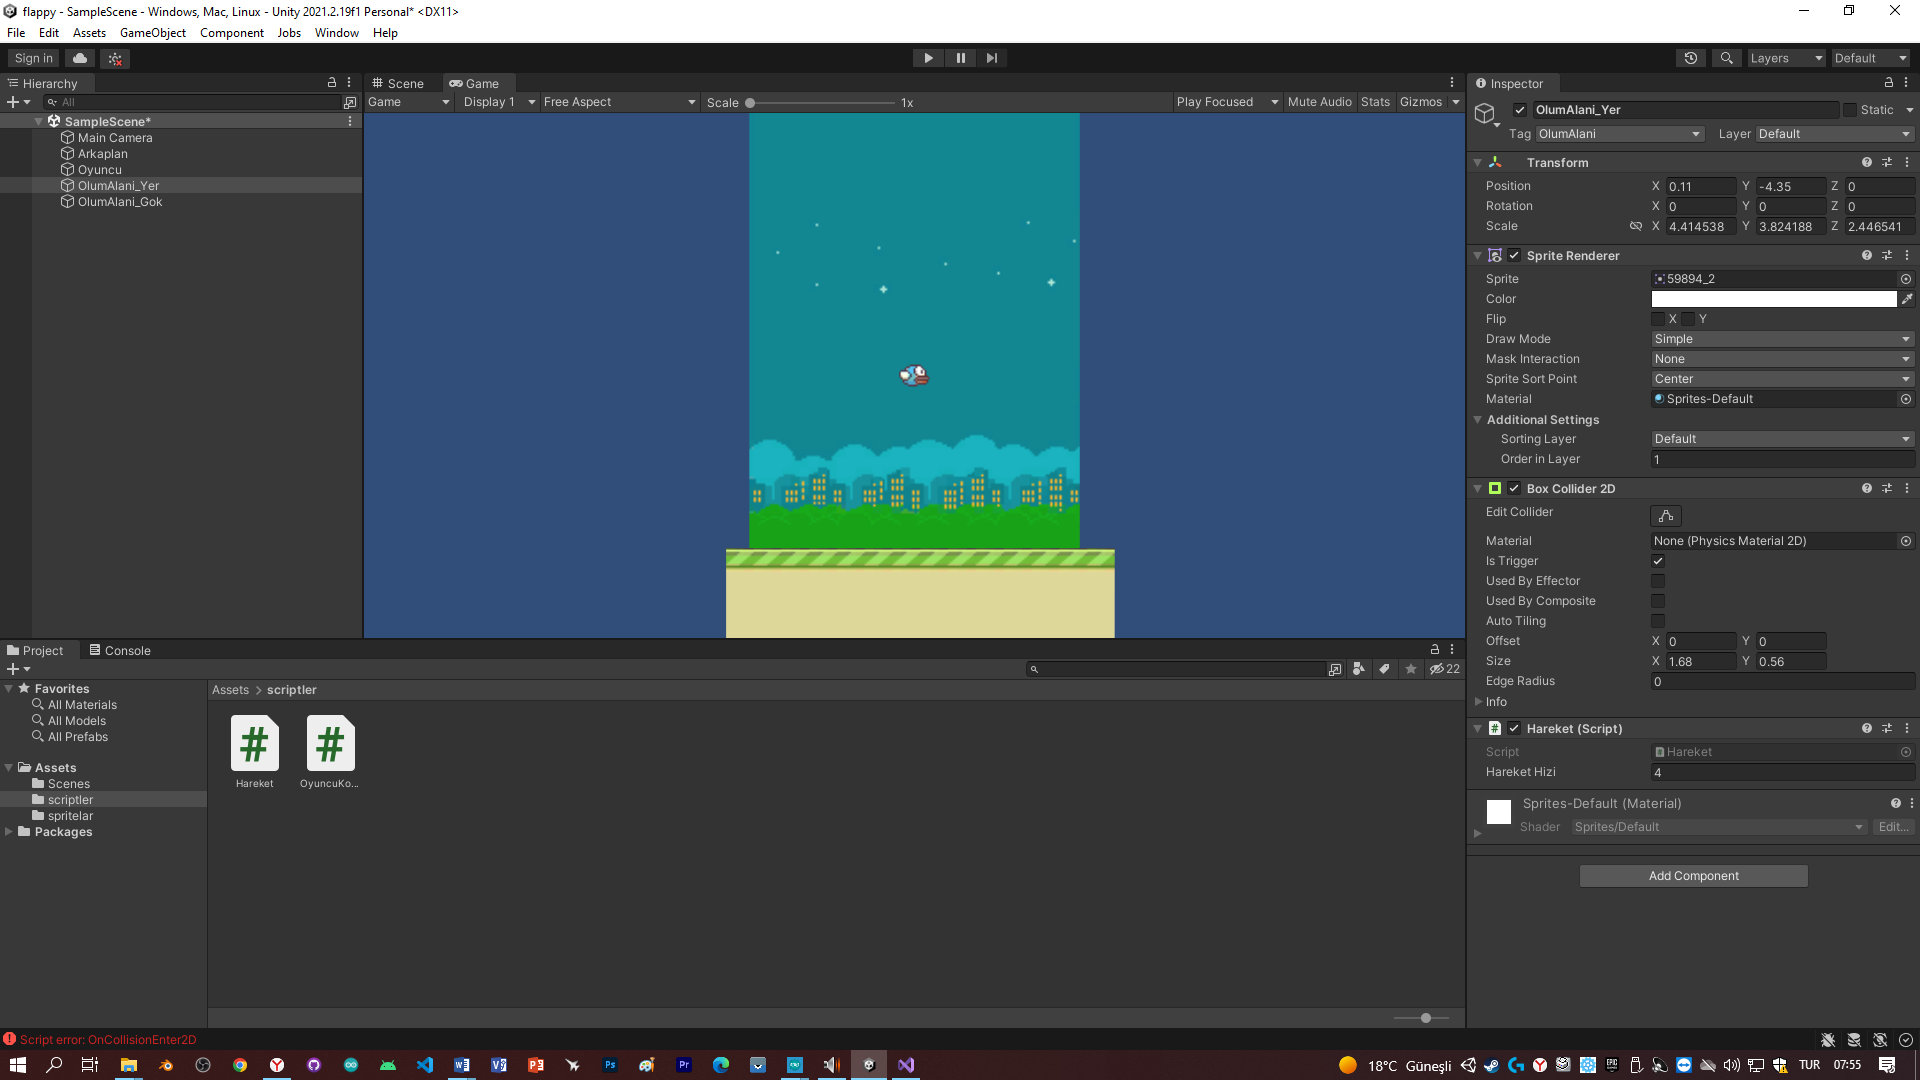 flappy - SampleScene - Windows, Mac, Linux - Unity 2021.2.19f1 Personal* <DX11>
File Edit Assets GameObject Component Jobs Window Help
Sign in
Layers Default
Hierarchy
All
SampleScene*
Main Camera
Arkaplan
Oyuncu
OlumAlani_Yer
OlumAlani_Gok
Scene Game
Game Display 1 Free Aspect Scale 1x Play Focused Mute Audio Stats Gizmos
Inspector
OlumAlani_Yer Static
Tag OlumAlani Layer Default
Transform
Position X 0.11 Y -4.35 Z 0
Rotation X 0 Y 0 Z 0
Scale X 4.414538 Y 3.824188 Z 2.446541
Sprite Renderer
Sprite 59894_2
Color
Flip X Y
Draw Mode Simple
Mask Interaction None
Sprite Sort Point Center
Material Sprites-Default
Additional Settings
Sorting Layer Default
Order in Layer 1
Box Collider 2D
Edit Collider
Material None (Physics Material 2D)
Is Trigger
Used By Effector
Used By Composite
Auto Tiling
Offset X 0 Y 0
Size X 1.68 Y 0.56
Edge Radius 0
Info
Hareket (Script)
Script Hareket
Hareket Hizi 4
Sprites-Default (Material)
Shader Sprites/Default Edit...
Add Component
Project Console
22
Favorites
All Materials
All Models
All Prefabs
Assets
Scenes
scriptler
spritelar
Packages
Assets > scriptler
Hareket OyuncuKo...
Script error: OnCollisionEnter2D
18°C Güneşli TUR 07:55